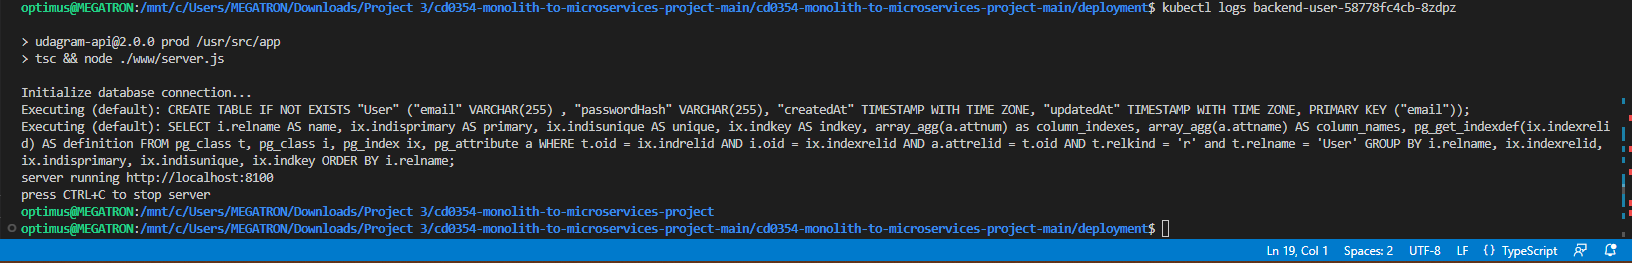 optimus@MEGATRON:/mnt/c/Users/MEGATRON/Downloads/Project 3/cd0354-monolith-to-microservices-project-main/cd0354-monolith-to-microservices-project-main/deployment$ kubectl logs backend-user-58778fc4cb-8zdpz
> udagram-api@2.0.0 prod /usr/src/app
> tsc && node ./www/server.js
Initialize database connection...
Executing (default): CREATE TABLE IF NOT EXISTS "User" ("email" VARCHAR(255) , "passwordHash" VARCHAR(255), "createdAt" TIMESTAMP WITH TIME ZONE, "updatedAt" TIMESTAMP WITH TIME ZONE, PRIMARY KEY ("email"));
Executing (default): SELECT i.relname AS name, ix.indisprimary AS primary, ix.indisunique AS unique, ix.indkey AS indkey, array_agg(a.attnum) as column_indexes, array_agg(a.attname) AS column_names, pg_get_indexdef(ix.indexreli
d) AS definition FROM pg_class t, pg_class i, pg_index ix, pg_attribute a WHERE t.oid = ix.indrelid AND i.oid = ix.indexrelid AND a.attrelid = t.oid AND t.relkind = 'r' and t.relname = 'User' GROUP BY i.relname, ix.indexrelid,
ix.indisprimary, ix.indisunique, ix.indkey ORDER BY i.relname;
server running http://localhost:8100
press CTRL+C to stop server
optimus@MEGATRON:/mnt/c/Users/MEGATRON/Downloads/Project 3/cd0354-monolith-to-microservices-project
optimus@MEGATRON:/mnt/c/Users/MEGATRON/Downloads/Project 3/cd0354-monolith-to-microservices-project-main/cd0354-monolith-to-microservices-project-main/deployment$
Ln 19, Col 1 Spaces: 2 UTF-8 LF {} TypeScript